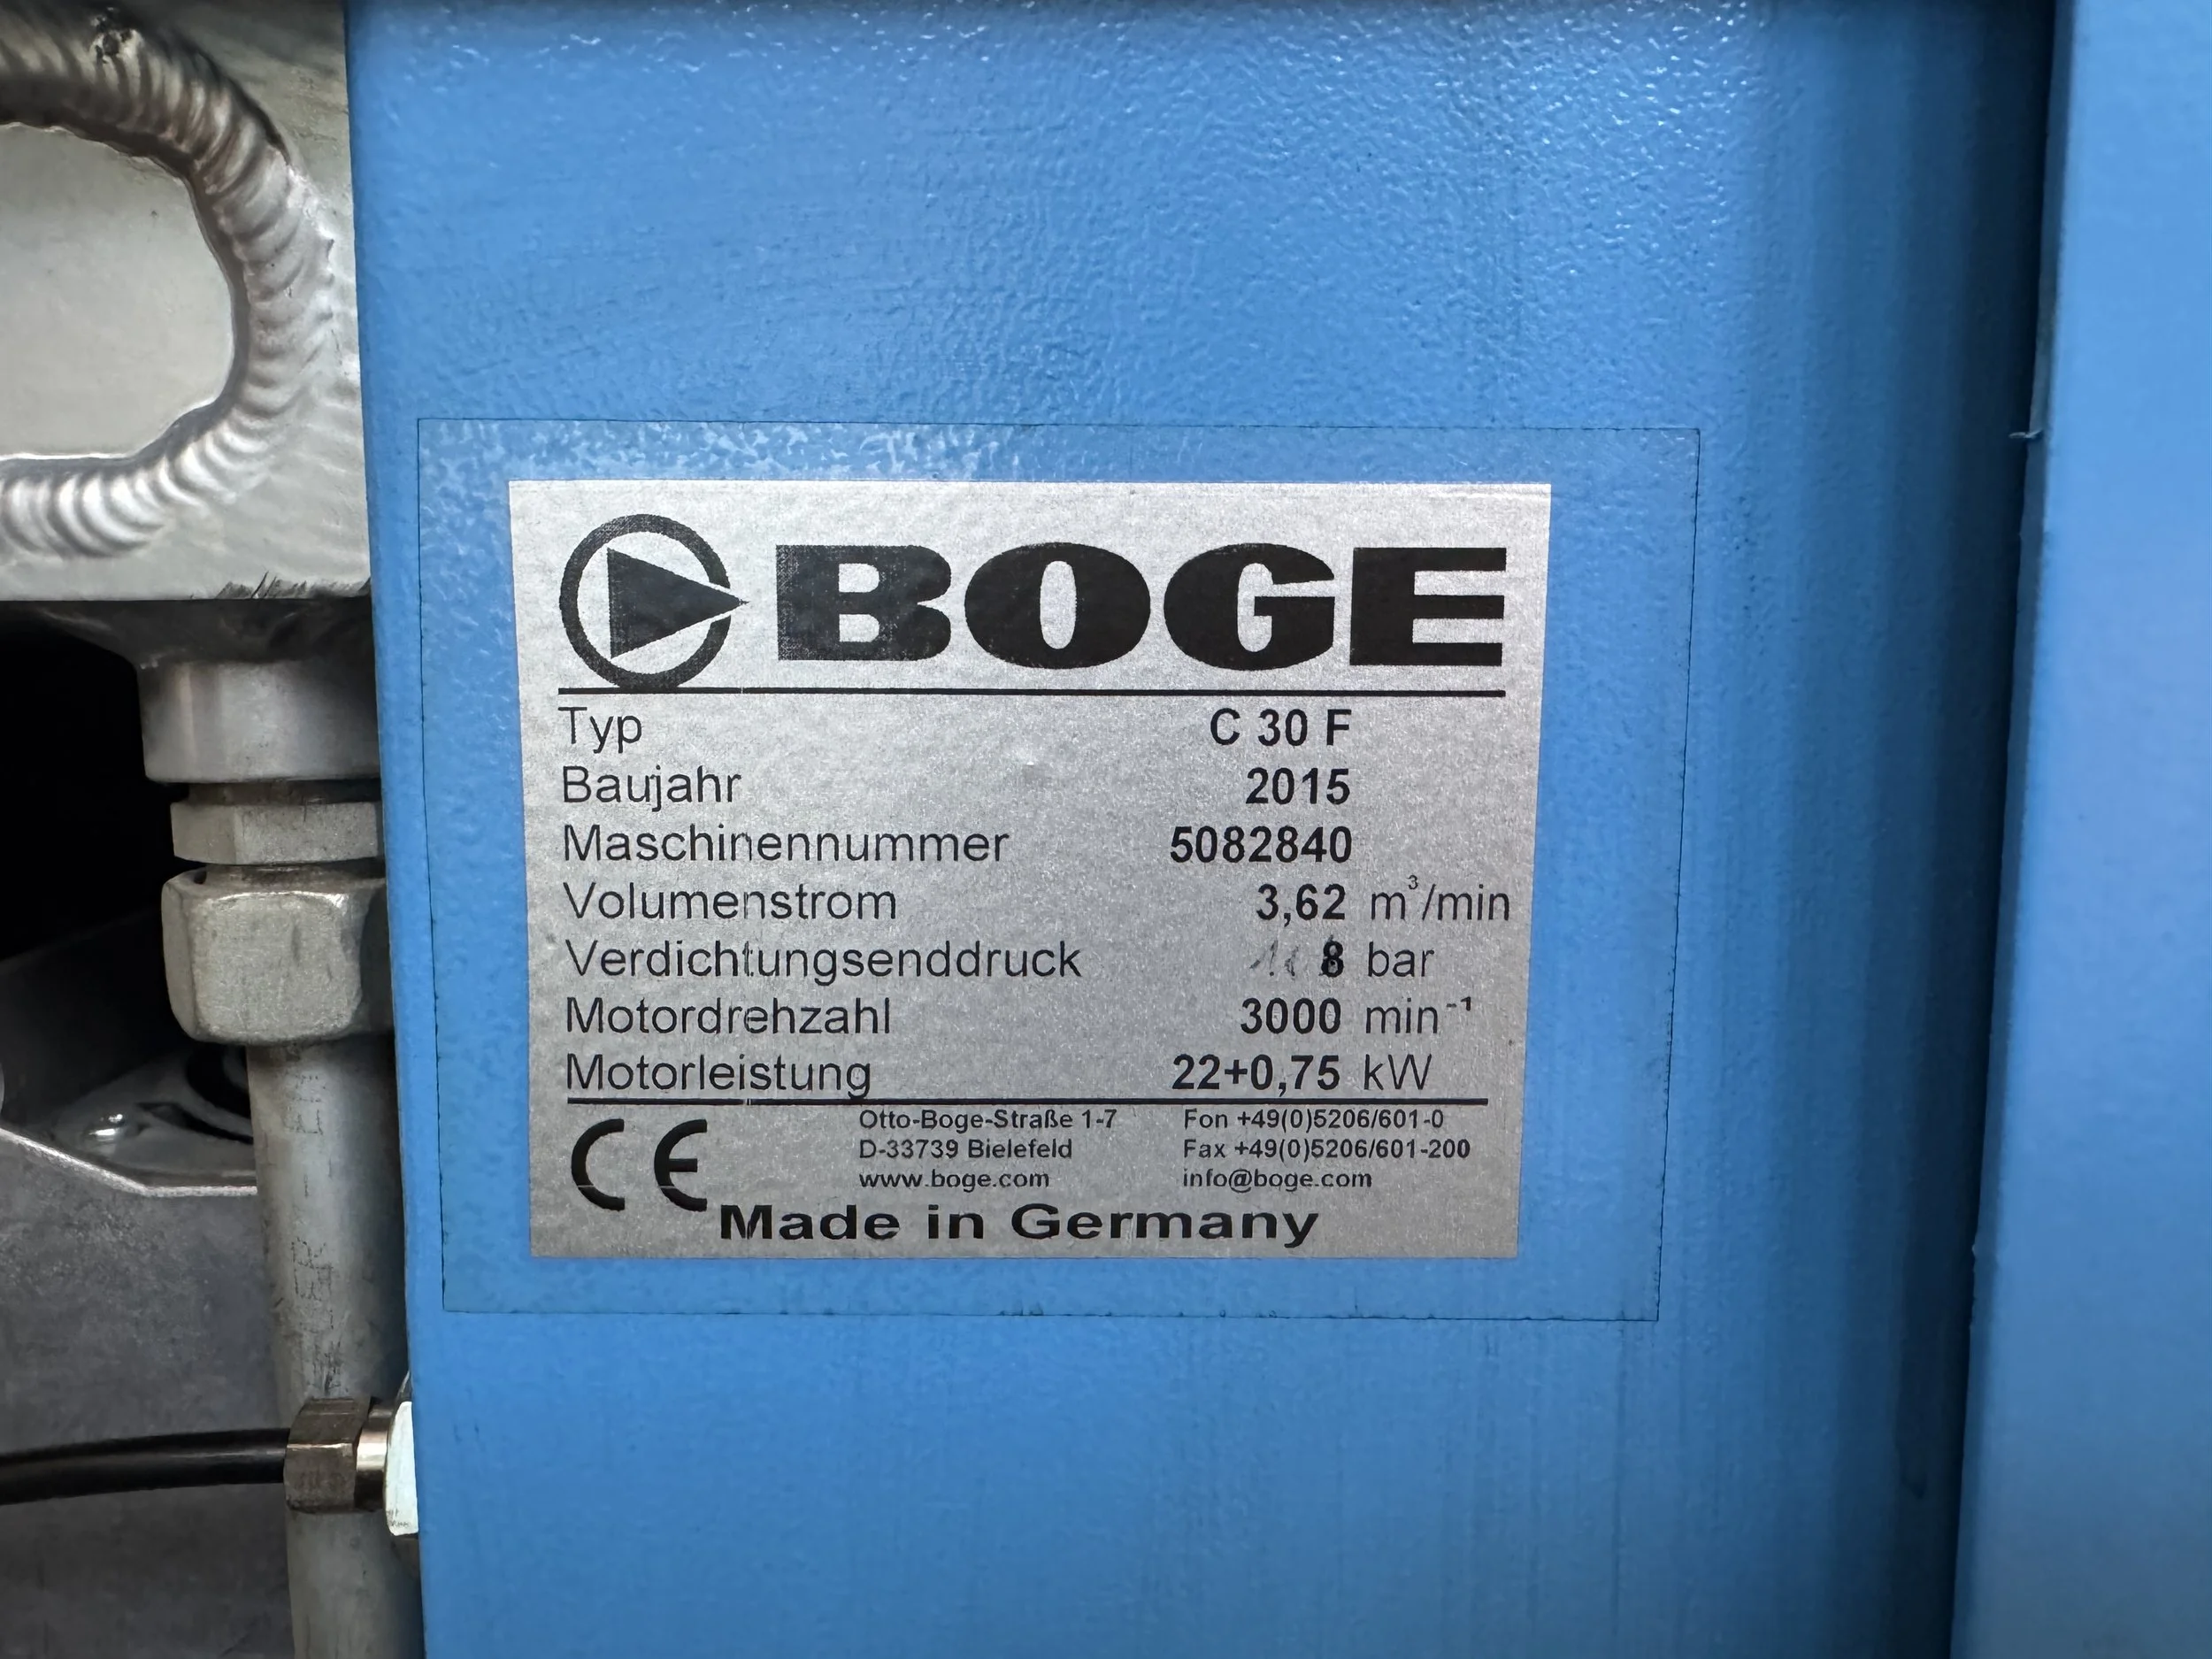 BOGE
Typ C 30 F
Baujahr 2015
Maschinennummer 5082840
Volumenstrom 3,62 m³/min
Verdichtungsenddruck 8 bar
Motordrehzahl 3000 min⁻¹
Motorleistung 22+0,75 kW
CE
Otto-Boge-Straße 1-7 Fon +49(0)5206/601-0
D-33739 Bielefeld Fax +49(0)5206/601-200
www.boge.com info@boge.com
Made in Germany